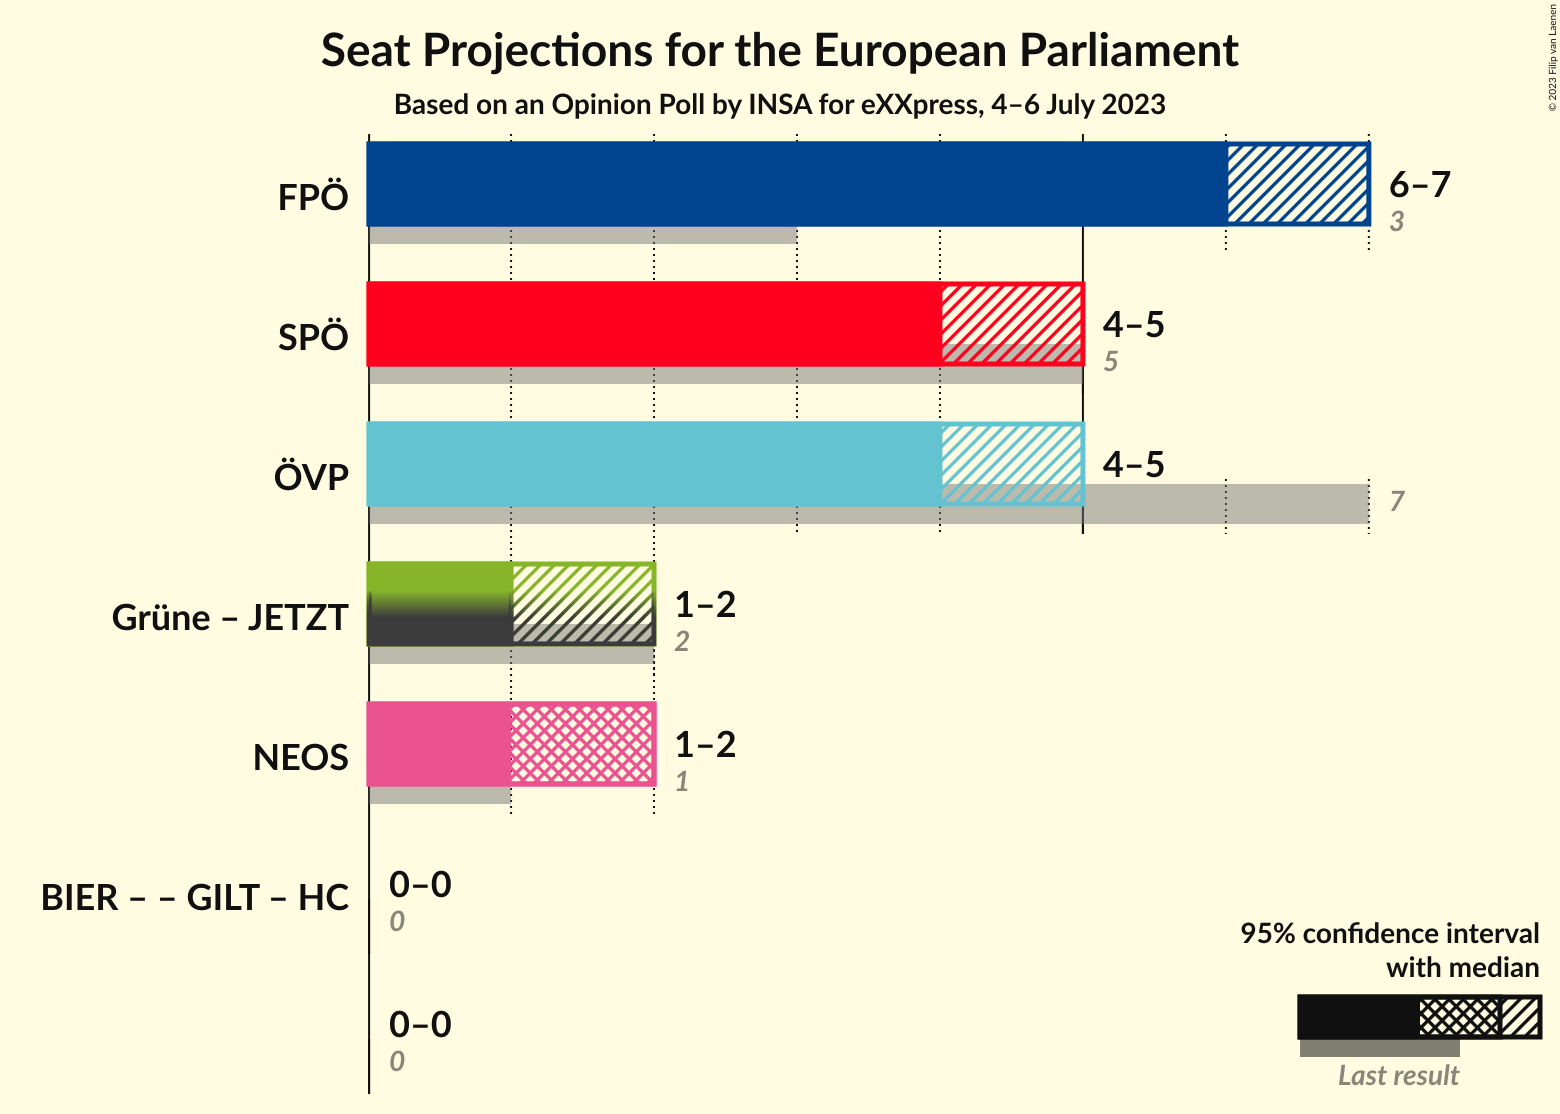 Seat Projections for the European Parliament
Based on an Opinion Poll by INSA for eXXpress, 4–6 July 2023
© 2023 Filip van Laenen
FPÖ
6–7
3
SPÖ
4–5
5
ÖVP
4–5
7
Grüne – JETZT
1–2
2
NEOS
1–2
1
BIER – – GILT – HC
0–0
0
0–0
0
95% confidence interval
with median
Last result